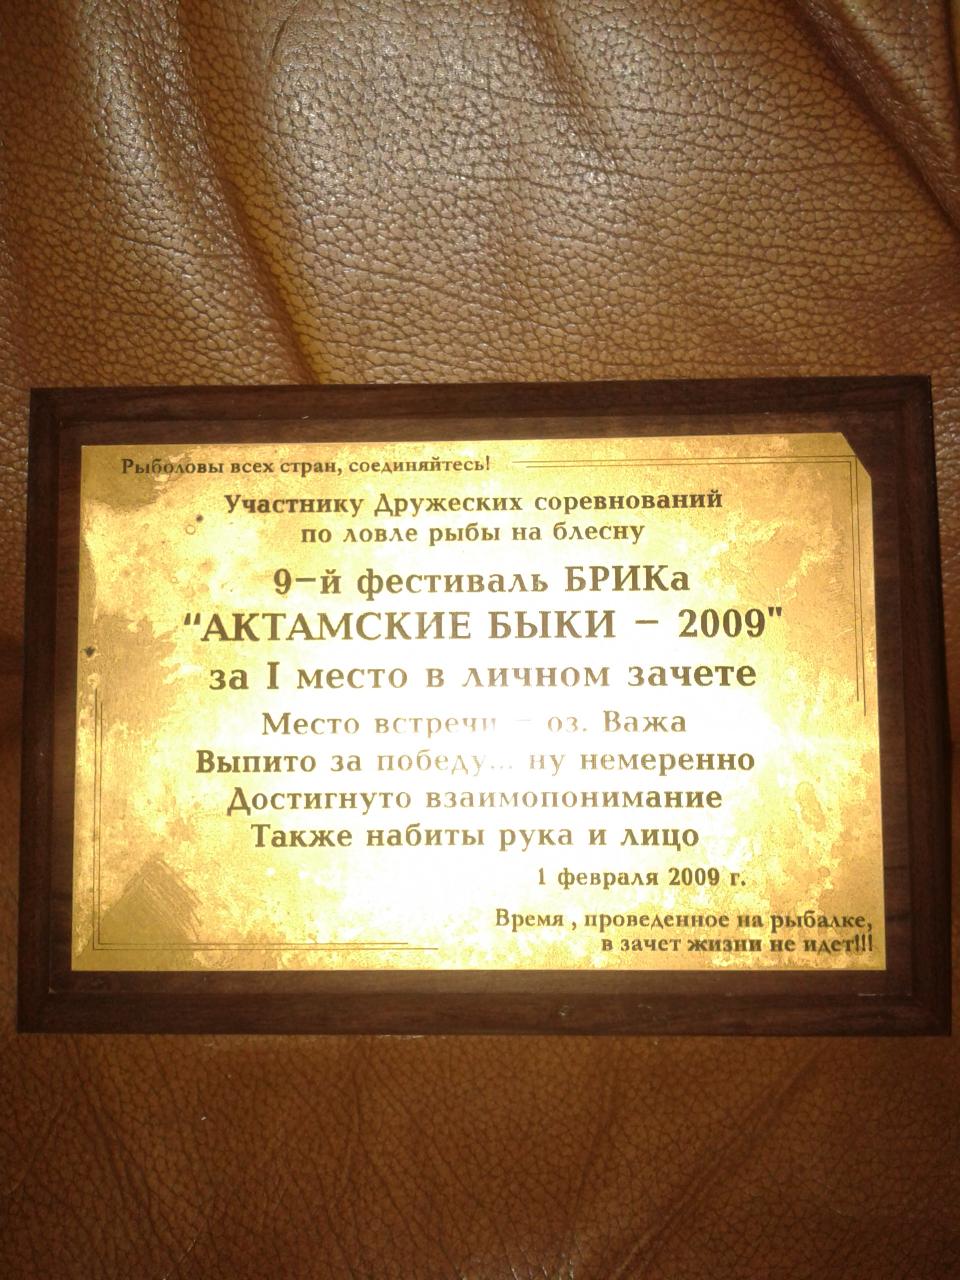 Рыболовы всех стран, соединяйтесь!
Участнику Дружеских соревнований
по ловле рыбы на блесну
9-й фестиваль БРИКа
"АКТАМСКИЕ БЫКИ - 2009"
за I место в личном зачете
Место встречи - оз. Важа
Выпито за победу... ну немеренно
Достигнуто взаимопонимание
Также набиты рука и лицо
1 февраля 2009 г.
Время , проведенное на рыбалке,
в зачет жизни не идет!!!